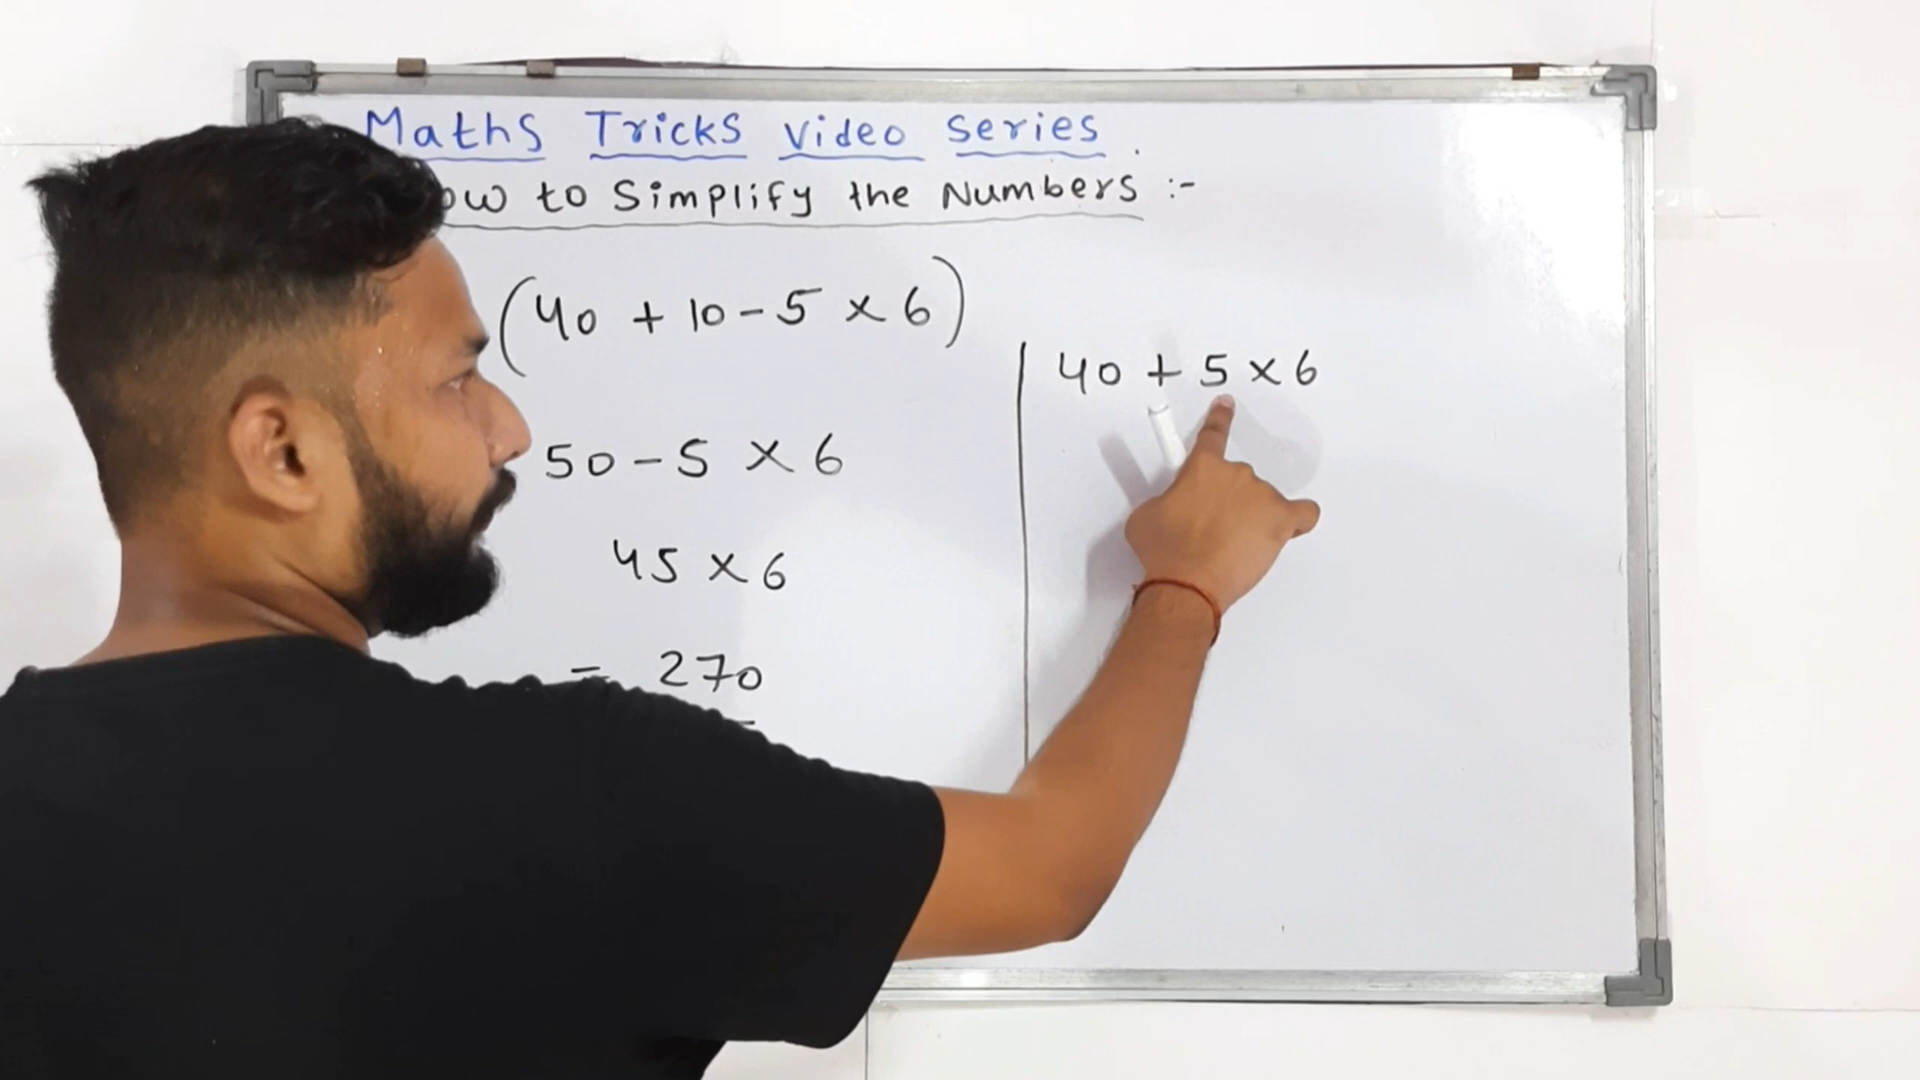 Maths Tricks Video Series.
to Simplify the Numbers :-
(40 + 10 - 5 × 6)
50 - 5 × 6
45 × 6
= 270
40 + 5 × 6